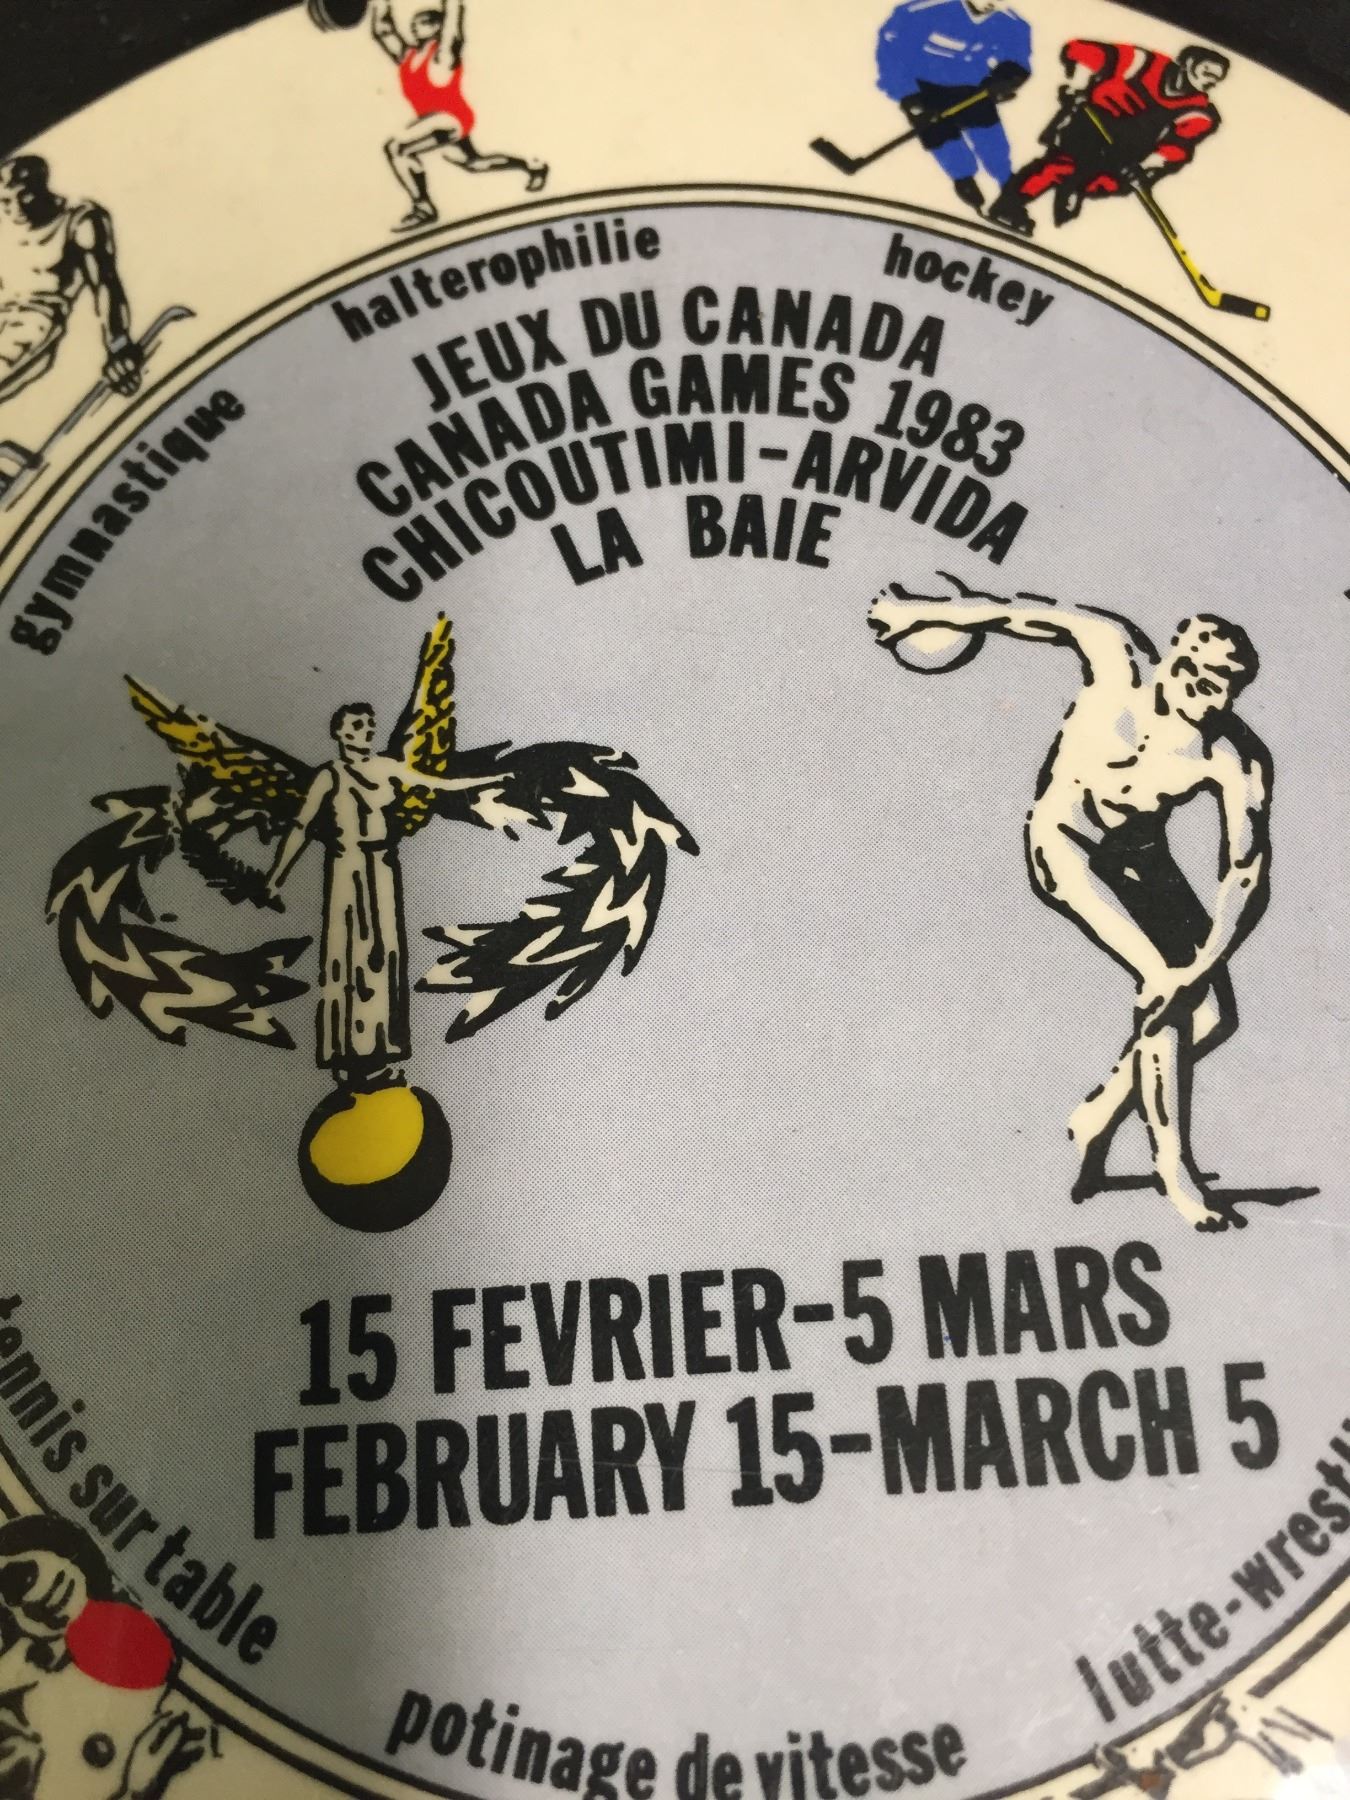 halterophilie
hockey
gymnastique
JEUX DU CANADA
CANADA GAMES 1983
CHICOUTIMI-ARVIDA
LA BAIE
15 FEVRIER-5 MARS
FEBRUARY 15-MARCH 5
tennis sur table
potinage de vitesse
lutte-